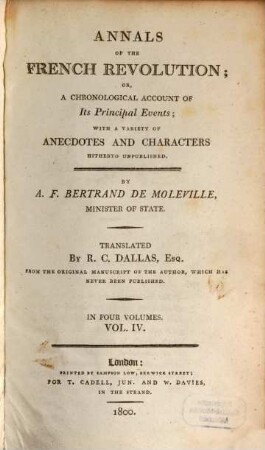 ANNALS
OF THE
FRENCH REVOLUTION;
OR,
A CHRONOLOGICAL ACCOUNT OF
Its Principal Events;
WITH A VARIETY OF
ANECDOTES AND CHARACTERS
HITHERTO UNPUBLISHED.
BY
A. F. BERTRAND DE MOLEVILLE,
MINISTER OF STATE.
TRANSLATED
BY R. C. DALLAS, ESQ.
FROM THE ORIGINAL MANUSCRIPT OF THE AUTHOR, WHICH HAS
NEVER BEEN PUBLISHED.
IN FOUR VOLUMES.
VOL. IV.
London:
PRINTED BY SAMPSON LOW, BERWICK STREET;
FOR T. CADELL, JUN. AND W. DAVIES,
IN THE STRAND.
1800.